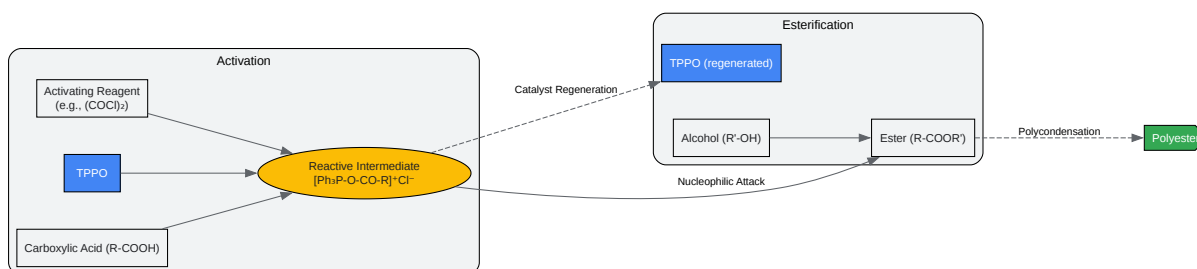 Activation
Activating Reagent
(e.g., (COCl)₂)
TPPO
Carboxylic Acid (R-COOH)
Reactive Intermediate
[Ph₃P-O-CO-R]⁺Cl⁻
Catalyst Regeneration
Nucleophilic Attack
Esterification
TPPO (regenerated)
Alcohol (R'-OH)
Ester (R-COOR')
Polycondensation
Polyester